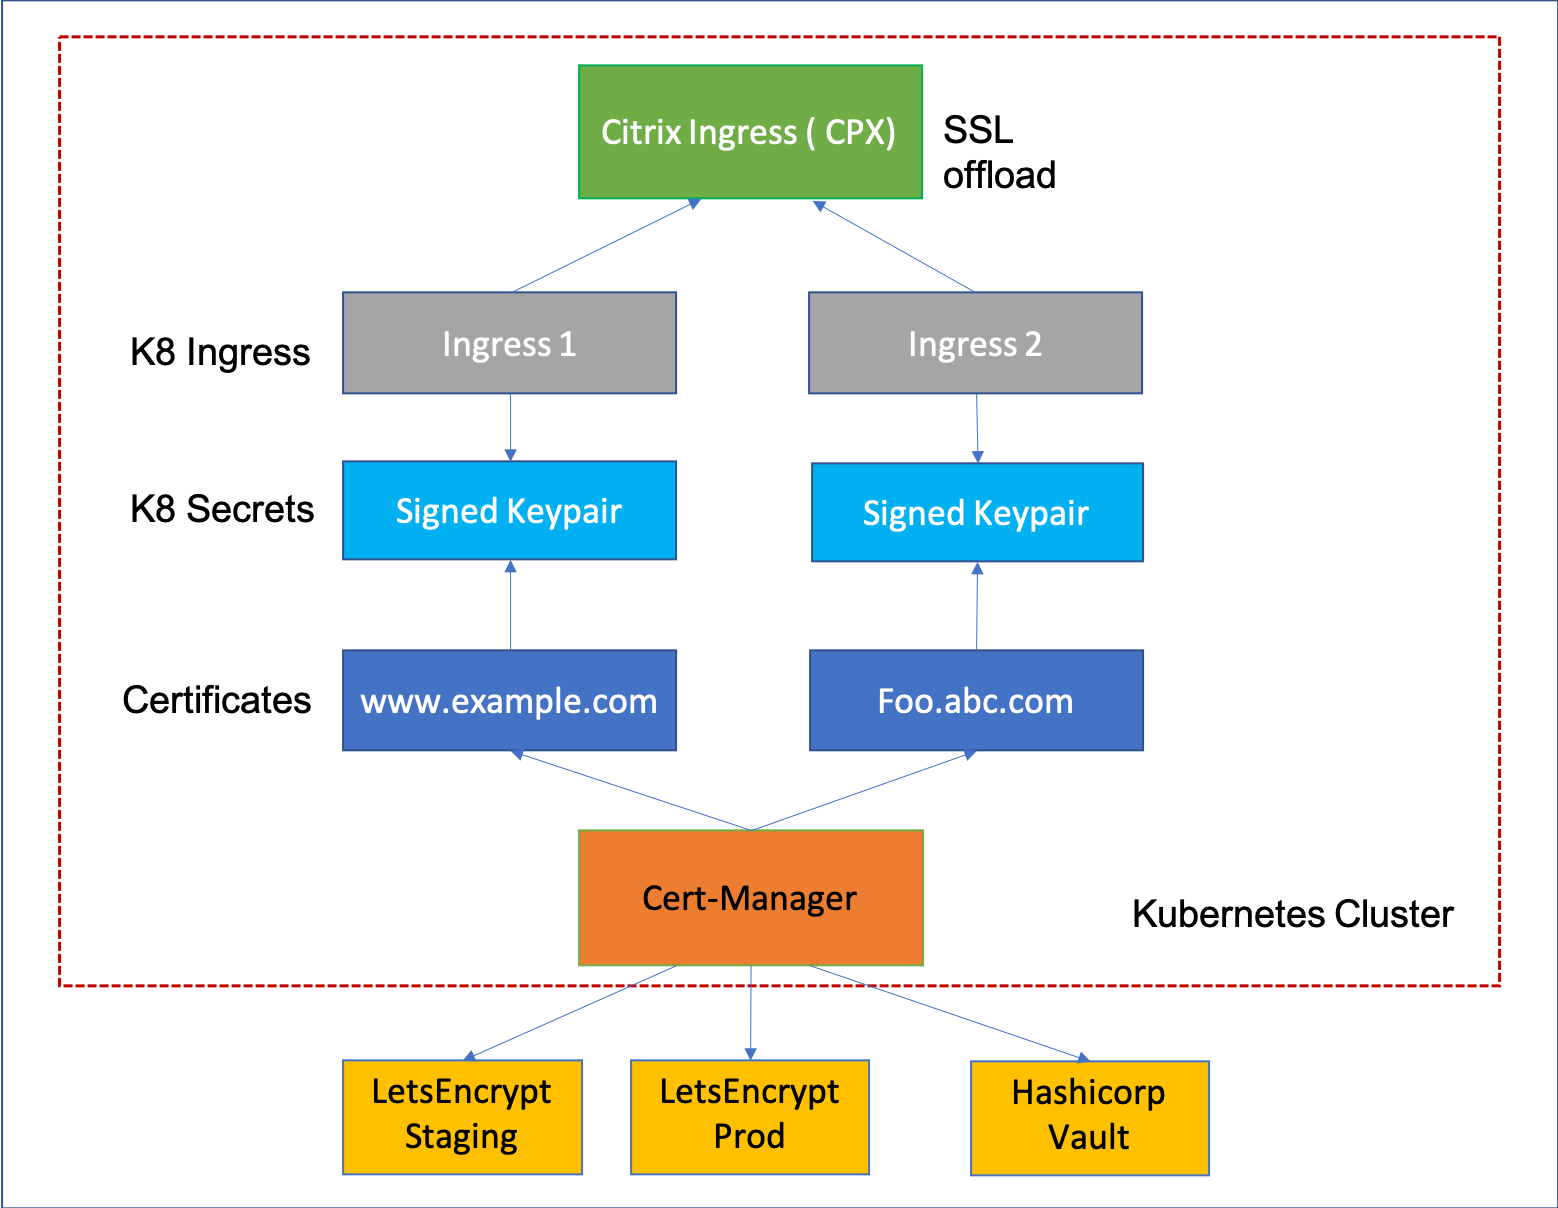 Citrix Ingress ( CPX)
SSL
offload
K8 Ingress
Ingress 1
Ingress 2
K8 Secrets
Signed Keypair
Signed Keypair
Certificates
www.example.com
Foo.abc.com
Cert-Manager
Kubernetes Cluster
LetsEncrypt
Staging
LetsEncrypt
Prod
Hashicorp
Vault